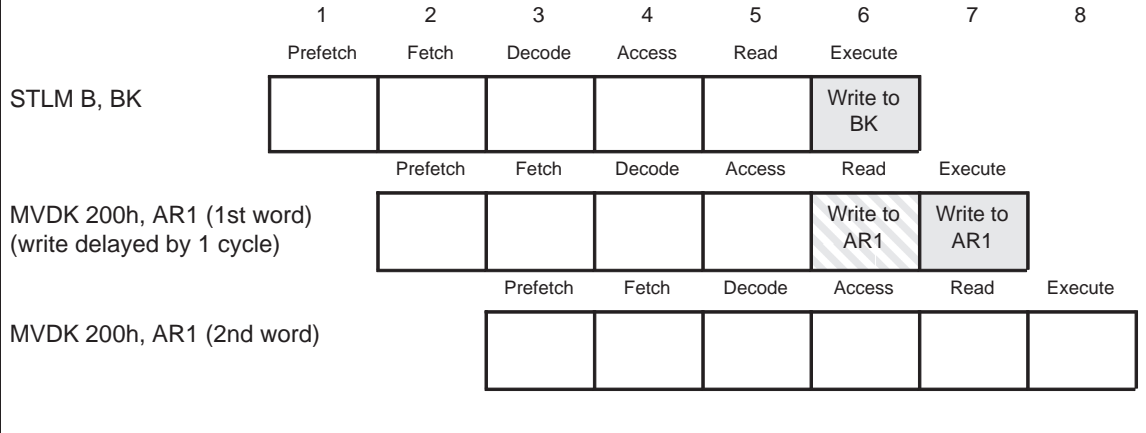 1 2 3 4 5 6 7 8
Prefetch Fetch Decode Access Read Execute
STLM B, BK
Write to
BK
Prefetch Fetch Decode Access Read Execute
MVDK 200h, AR1 (1st word)
(write delayed by 1 cycle)
Write to Write to
AR1 AR1
Prefetch Fetch Decode Access Read Execute
MVDK 200h, AR1 (2nd word)